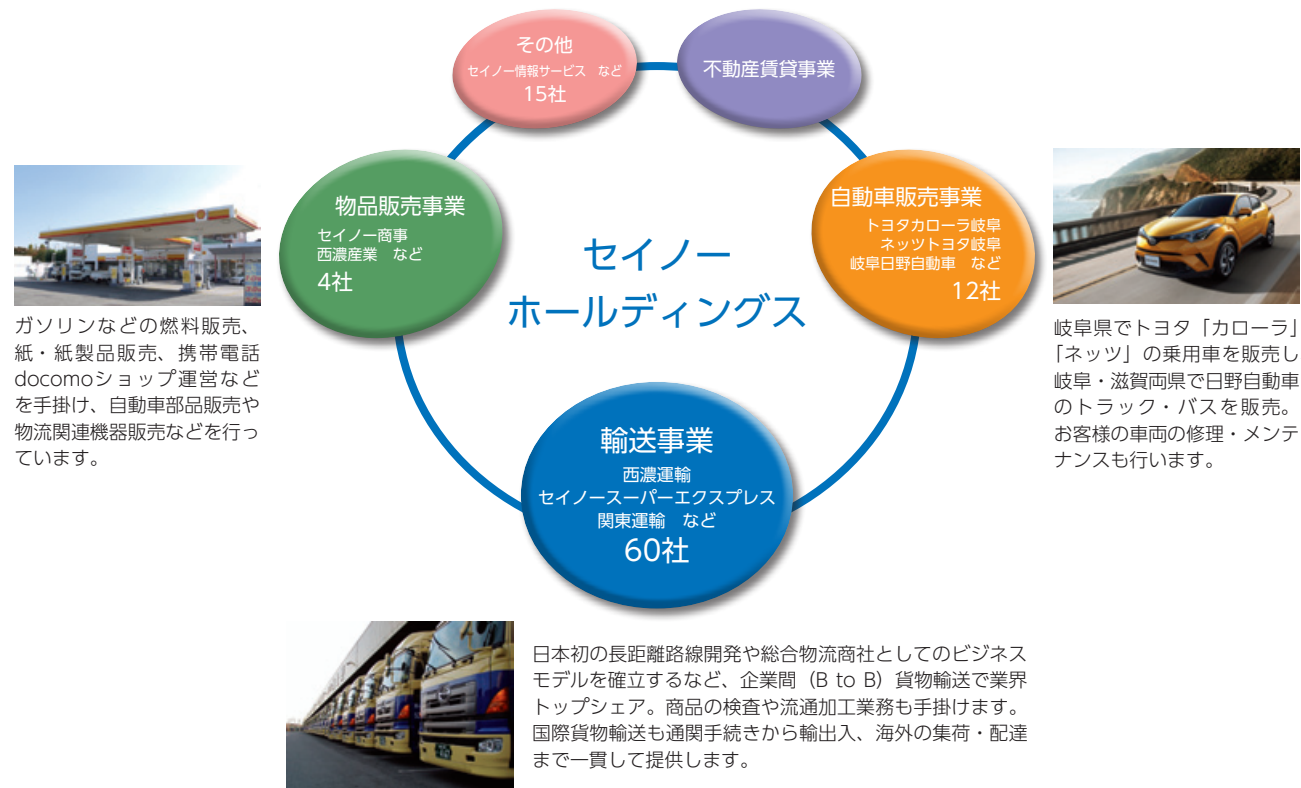 その他
セイノー情報サービス など
15社
不動産賃貸事業
物品販売事業
セイノー商事
西濃産業 など
4社
自動車販売事業
トヨタカローラ岐阜
ネッツトヨタ岐阜
岐阜日野自動車 など
12社
セイノー
ホールディングス
ガソリンなどの燃料販売、
紙・紙製品販売、携帯電話
docomoショップ運営など
を手掛け、自動車部品販売や
物流関連機器販売などを行っ
ています。
岐阜県でトヨタ「カローラ」
「ネッツ」の乗用車を販売し
岐阜・滋賀両県で日野自動車
のトラック・バスを販売。
お客様の車両の修理・メンテ
ナンスも行います。
輸送事業
西濃運輸
セイノースーパーエクスプレス
関東運輸 など
60社
日本初の長距離路線開発や総合物流商社としてのビジネス
モデルを確立するなど、企業間（B to B）貨物輸送で業界
トップシェア。商品の検査や流通加工業務も手掛けます。
国際貨物輸送も通関手続きから輸出入、海外の集荷・配達
まで一貫して提供します。